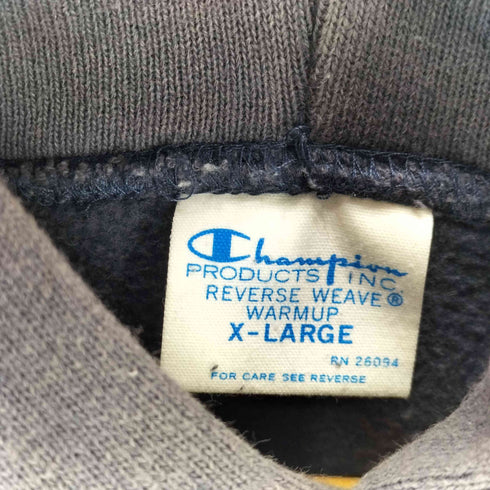 Champion
PRODUCTS INC.
REVERSE WEAVE®
WARMUP
X-LARGE
RN 26094
FOR CARE SEE REVERSE